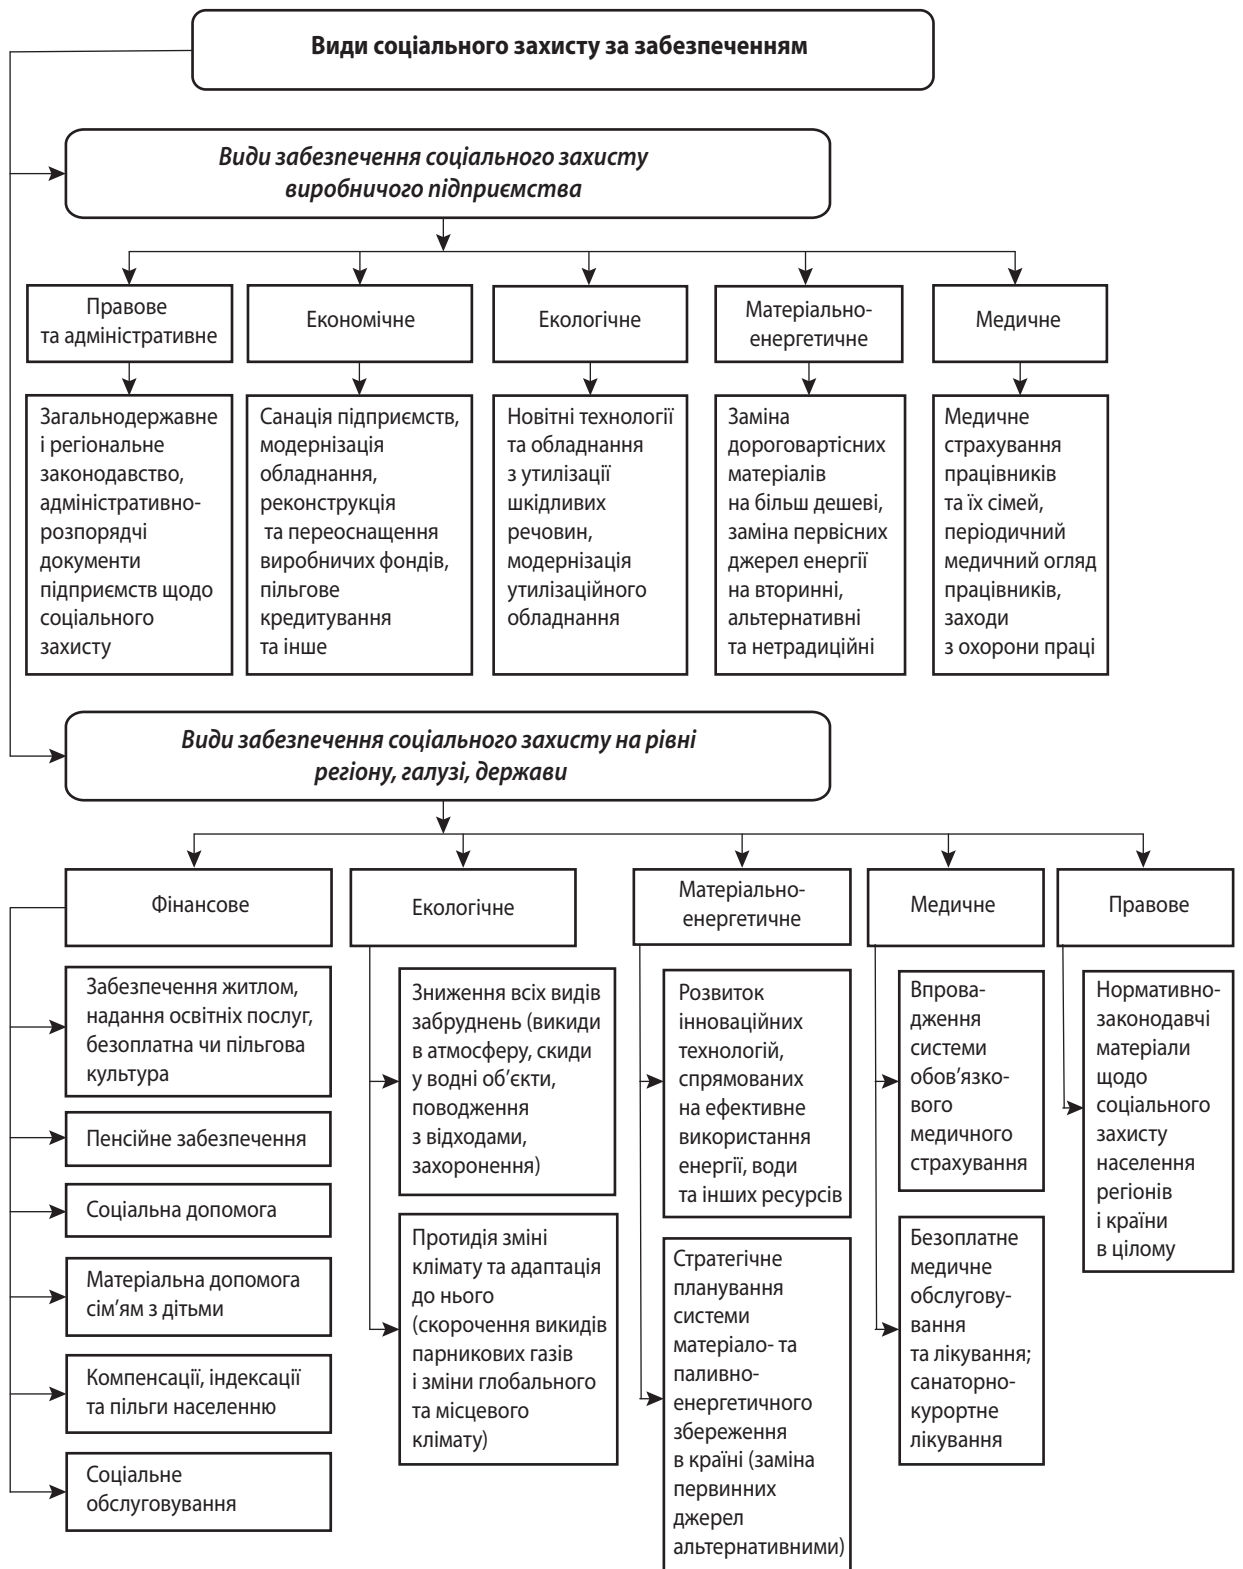 Види соціального захисту за забезпеченням
Види забезпечення соціального захисту
виробничого підприємства
Правове
та адміністративне
Економічне
Екологічне
Матеріально-
енергетичне
Медичне
Загальнодержавне
і регіональне
законодавство,
адміністративно-
розпорядчі
документи
підприємств щодо
соціального
захисту
Санація підприємств,
модернізація
обладнання,
реконструкція
та переоснащення
виробничих фондів,
пільгове
кредитування
та інше
Новітні технології
та обладнання
з утилізації
шкідливих
речовин,
модернізація
утилізаційного
обладнання
Заміна
дороговартісних
матеріалів
на більш дешеві,
заміна первісних
джерел енергії
на вторинні,
альтернативні
та нетрадиційні
Медичне
страхування
працівників
та їх сімей,
періодичний
медичний огляд
працівників,
заходи
з охорони праці
Види забезпечення соціального захисту на рівні
регіону, галузі, держави
Фінансове
Екологічне
Матеріально-
енергетичне
Медичне
Правове
Забезпечення житлом,
надання освітніх послуг,
безоплатна чи пільгова
культура
Пенсійне забезпечення
Соціальна допомога
Матеріальна допомога
сім’ям з дітьми
Компенсації, індексації
та пільги населенню
Соціальне
обслуговування
Зниження всіх видів
забруднень (викиди
в атмосферу, скиди
у водні об’єкти,
поводження
з відходами,
захоронення)
Протидія зміні
клімату та адаптація
до нього
(скорочення викидів
парникових газів
і зміни глобального
та місцевого
клімату)
Розвиток
інноваційних
технологій,
спрямованих
на ефективне
використання
енергії, води
та інших ресурсів
Стратегічне
планування
системи
матеріало- та
паливно-
енергетичного
збереження
в країні (заміна
первинних
джерел
альтернативними)
Впрова-
дження
системи
обов’язко-
вого
медичного
страхування
Безоплатне
медичне
обслугову-
вання
та лікування;
санаторно-
курортне
лікування
Нормативно-
законодавчі
матеріали
щодо
соціального
захисту
населення
регіонів
і країни
в цілому